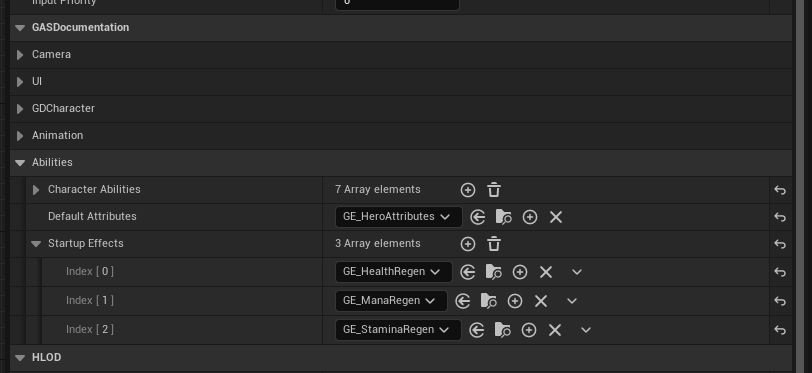 Input Priority 0
GASDocumentation
Camera
UI
GDCharacter
Animation
Abilities
Character Abilities 7 Array elements
Default Attributes GE_HeroAttributes
Startup Effects 3 Array elements
Index [ 0 ] GE_HealthRegen
Index [ 1 ] GE_ManaRegen
Index [ 2 ] GE_StaminaRegen
HLOD